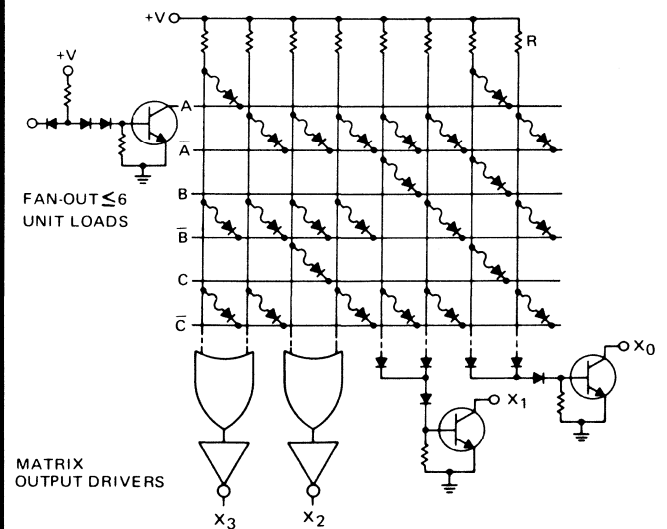 +V
R
+V
A
A̅
B
B̅
C
C̅
FAN-OUT ≤ 6
UNIT LOADS
X₀
X₁
MATRIX
OUTPUT DRIVERS
X₃
X₂